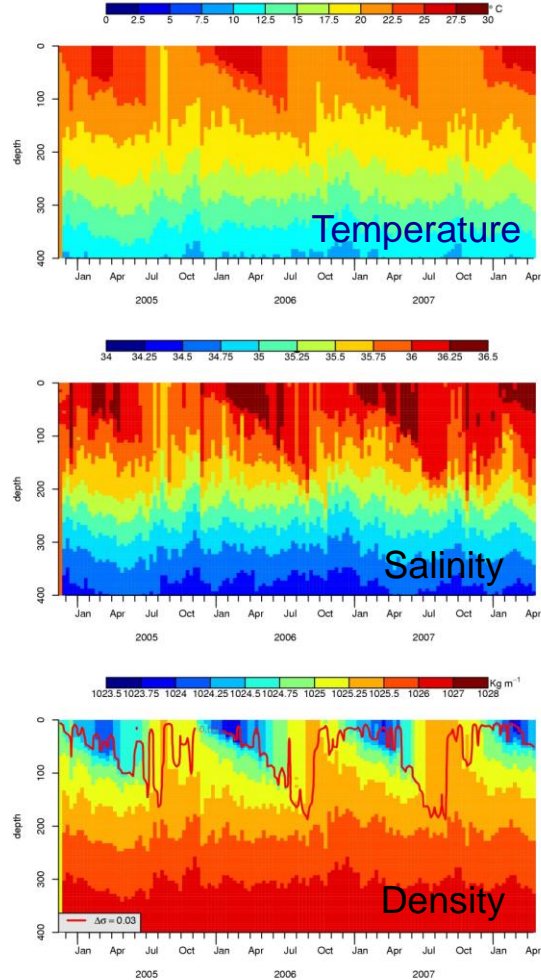 0 2.5 5 7.5 10 12.5 15 17.5 20 22.5 25 27.5 30 ° C
depth
0
100
200
300
400
Temperature
Jan Apr Jul Oct Jan Apr Jul Oct Jan Apr Jul Oct Jan Apr
2005 2006 2007
34 34.25 34.5 34.75 35 35.25 35.5 35.75 36 36.25 36.5
depth
0
100
200
300
400
Salinity
Jan Apr Jul Oct Jan Apr Jul Oct Jan Apr Jul Oct Jan Apr
2005 2006 2007
1023.5 1023.75 1024 1024.25 1024.5 1024.75 1025 1025.25 1025.5 1026 1027 1028 Kg m⁻¹
depth
0
100
200
300
400
Density
Δσ = 0.03
Jan Apr Jul Oct Jan Apr Jul Oct Jan Apr Jul Oct Jan Apr
2005 2006 2007